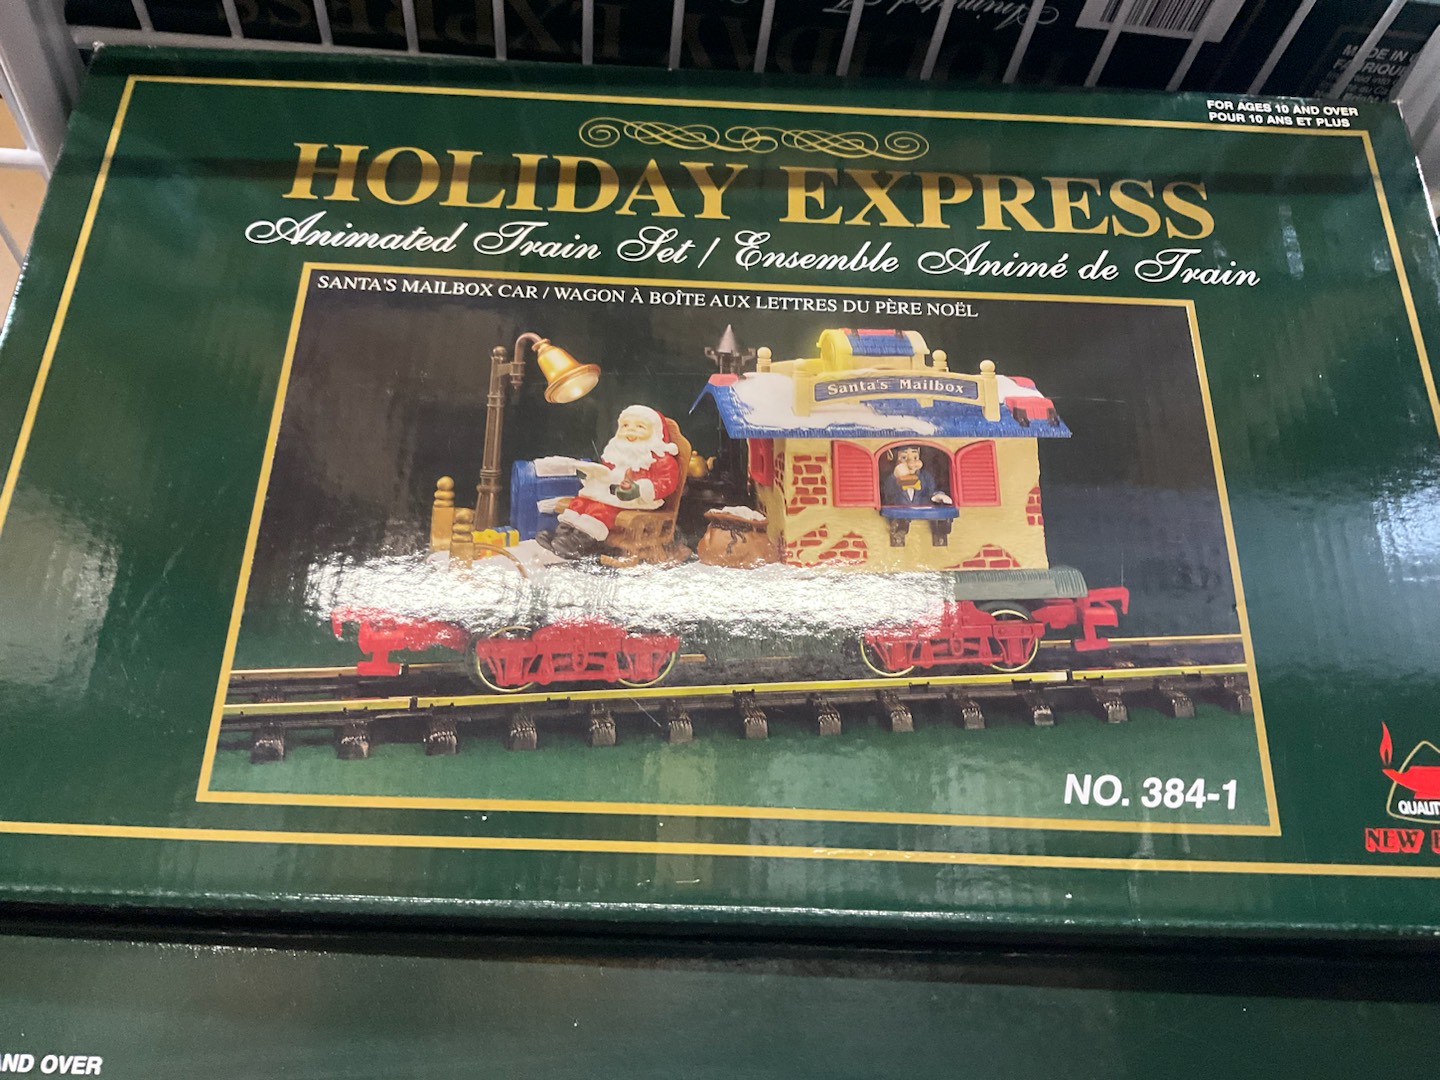 FOR AGES 10 AND OVER
POUR 10 ANS ET PLUS
HOLIDAY EXPRESS
Animated Train Set / Ensemble Animé de Train
SANTA'S MAILBOX CAR / WAGON À BOÎTE AUX LETTRES DU PÈRE NOËL
Santa's Mailbox
NO. 384-1
NEW
AND OVER